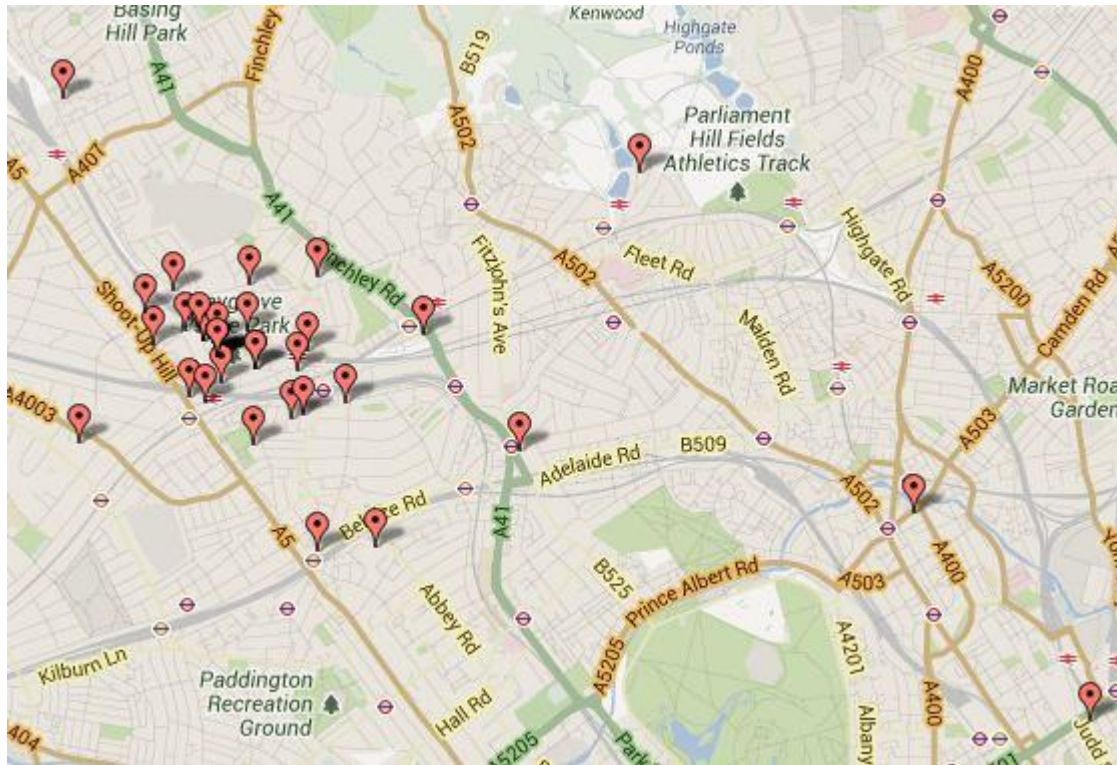 Basing
Hill Park
A41
Finchley
B519
Kenwood
Highgate
Ponds
A400
A502
Parliament
Hill Fields
Athletics Track
A5
A407
A41
Finchley Rd
Fitzjohn's Ave
A502
Fleet Rd
Highgate Rd
A5200
Camden Rd
Shoot-Up Hill
Park
Malden Rd
A4003
Market Roa
Garden
A503
B509
Adelaide Rd
A502
A41
A5
Abbey Rd
B525
Prince Albert Rd
A503
A400
Kilburn Ln
A5205
A4201
Paddington
Recreation
Ground
Hall Rd
A5205
Park
Albany
A400
Judd
404